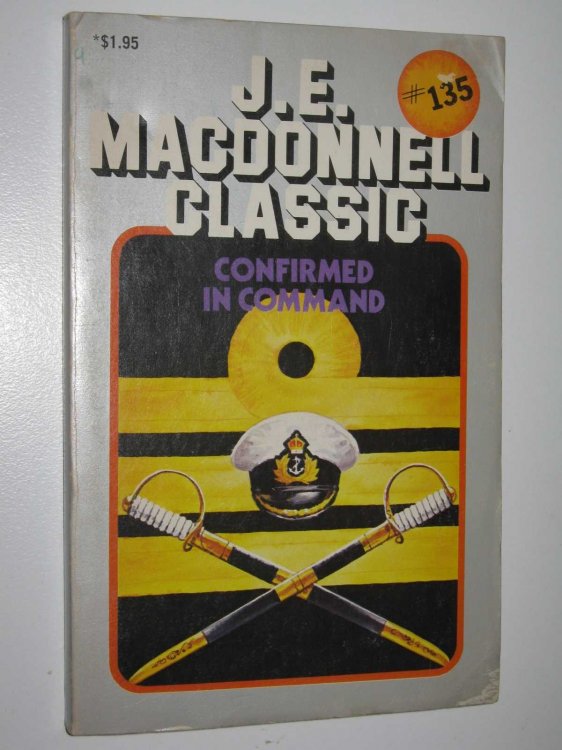 *$1.95
#135
J.E.
MACDONNELL
CLASSIC
CONFIRMED
IN COMMAND